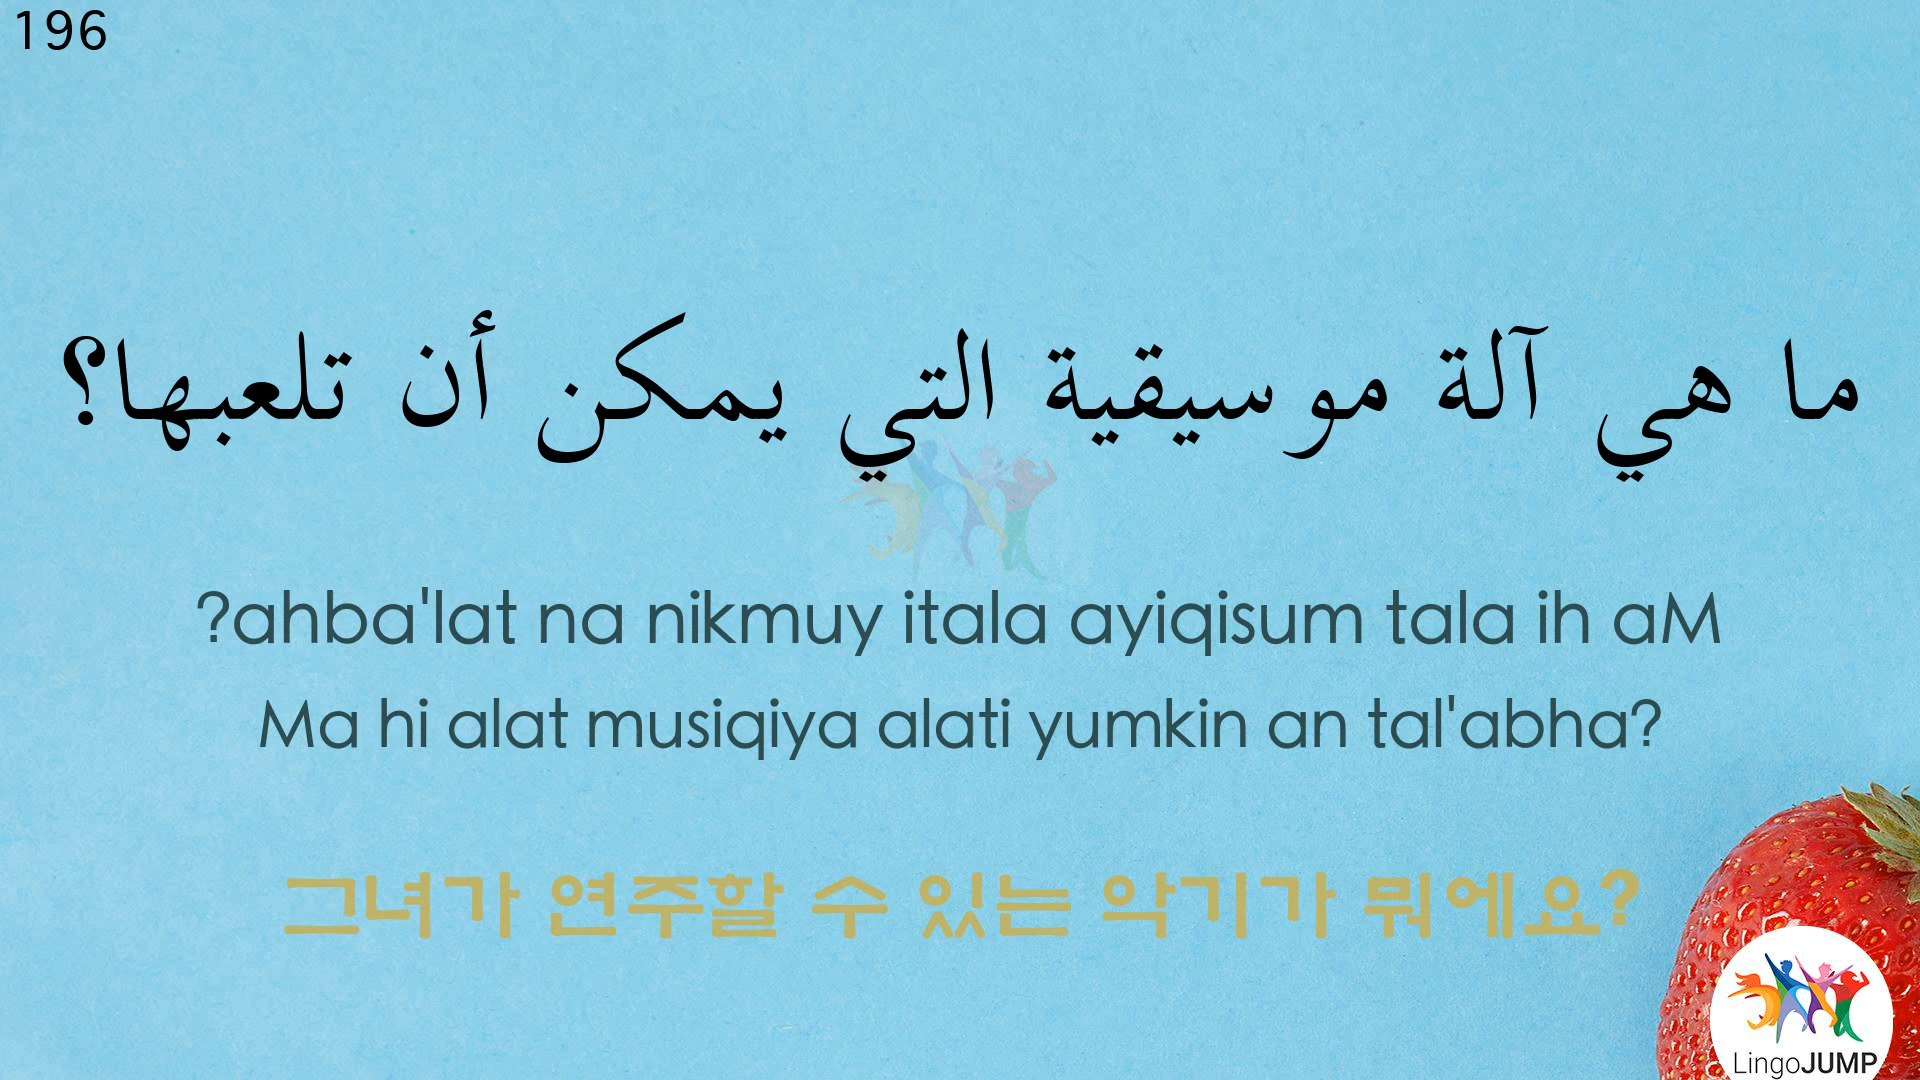 196
ما هي آلة موسيقية التي يمكن أن تلعبها؟
?ahba'lat na nikmuy itala ayiqisum tala ih aM
Ma hi alat musiqiya alati yumkin an tal'abha?
그녀가 연주할 수 있는 악기가 뭐에요?
LingoJUMP